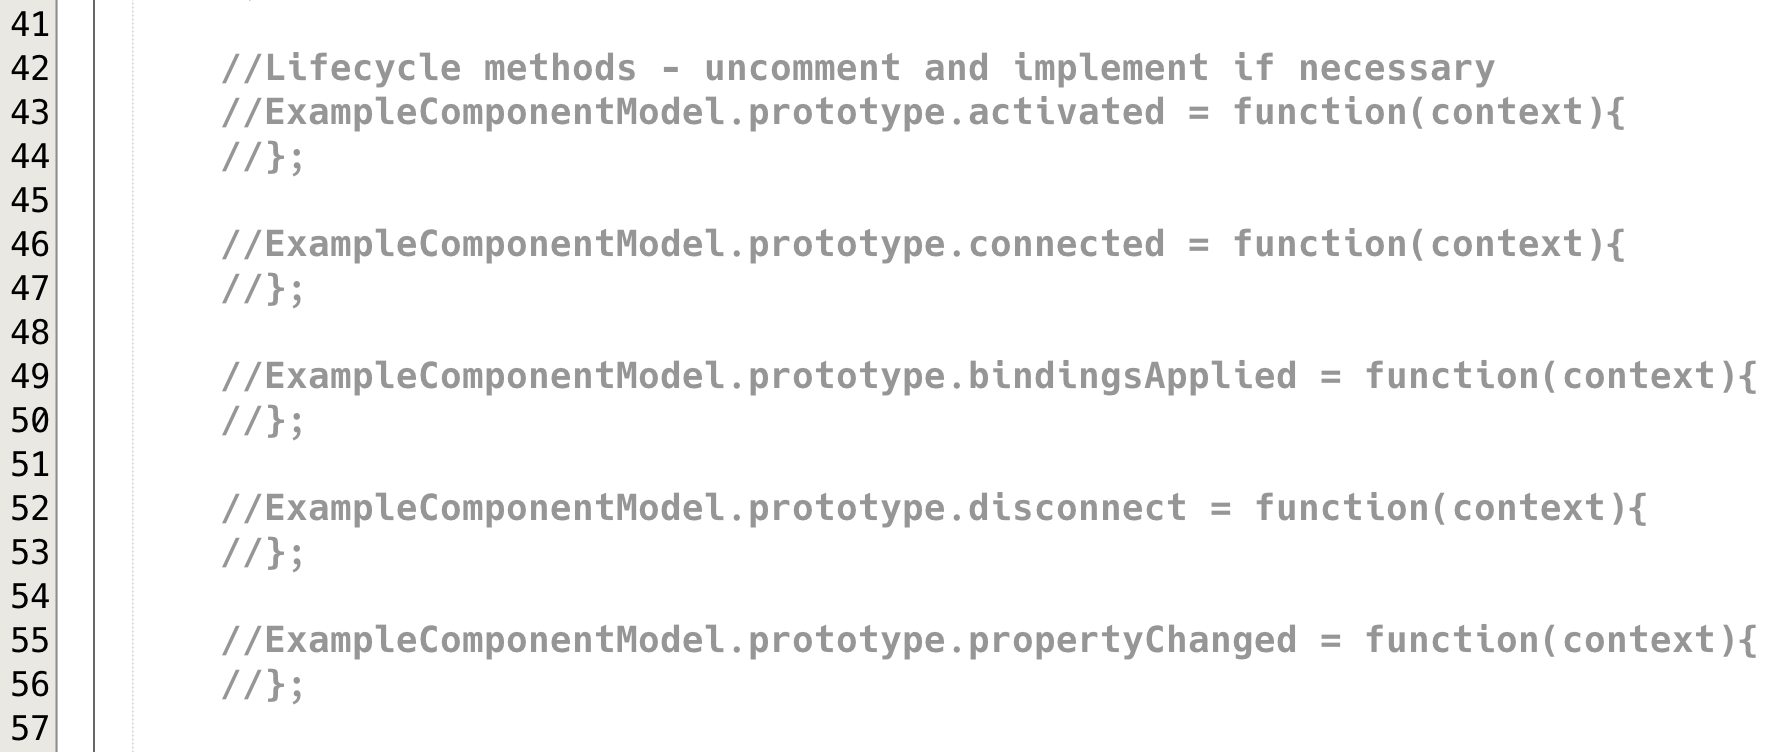 41
42 //Lifecycle methods - uncomment and implement if necessary
43 //ExampleComponentModel.prototype.activated = function(context){
44 //};
45
46 //ExampleComponentModel.prototype.connected = function(context){
47 //};
48
49 //ExampleComponentModel.prototype.bindingsApplied = function(context){
50 //};
51
52 //ExampleComponentModel.prototype.disconnect = function(context){
53 //};
54
55 //ExampleComponentModel.prototype.propertyChanged = function(context){
56 //};
57